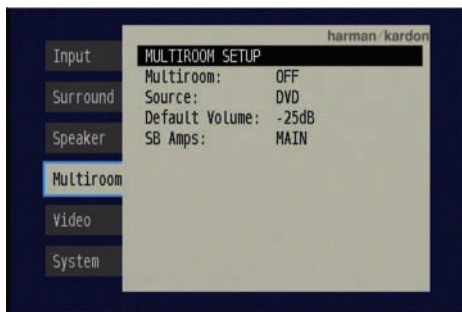 harman/kardon
Input
Surround
Speaker
Multiroom
Video
System
MULTIROOM SETUP
Multiroom: OFF
Source: DVD
Default Volume: -25dB
SB Amps: MAIN